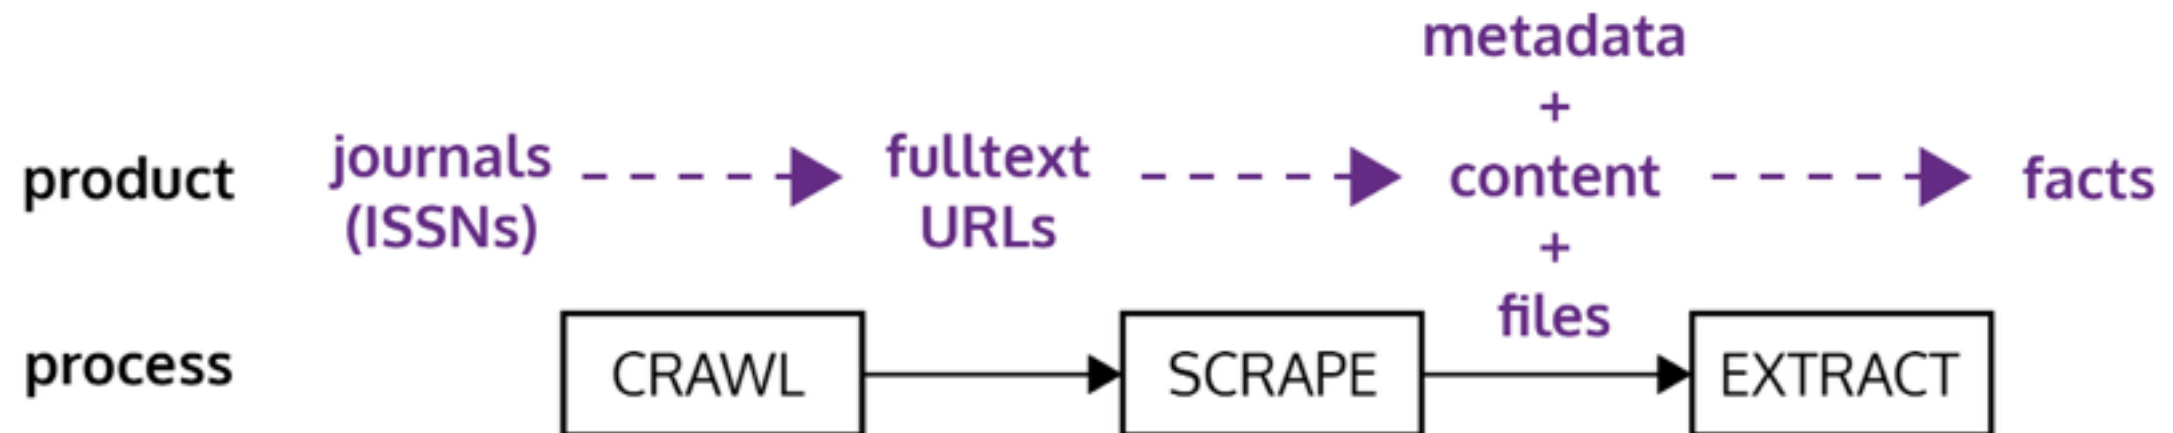 metadata
+
product journals fulltext content facts
(ISSNs) URLs
+
files
process CRAWL SCRAPE EXTRACT